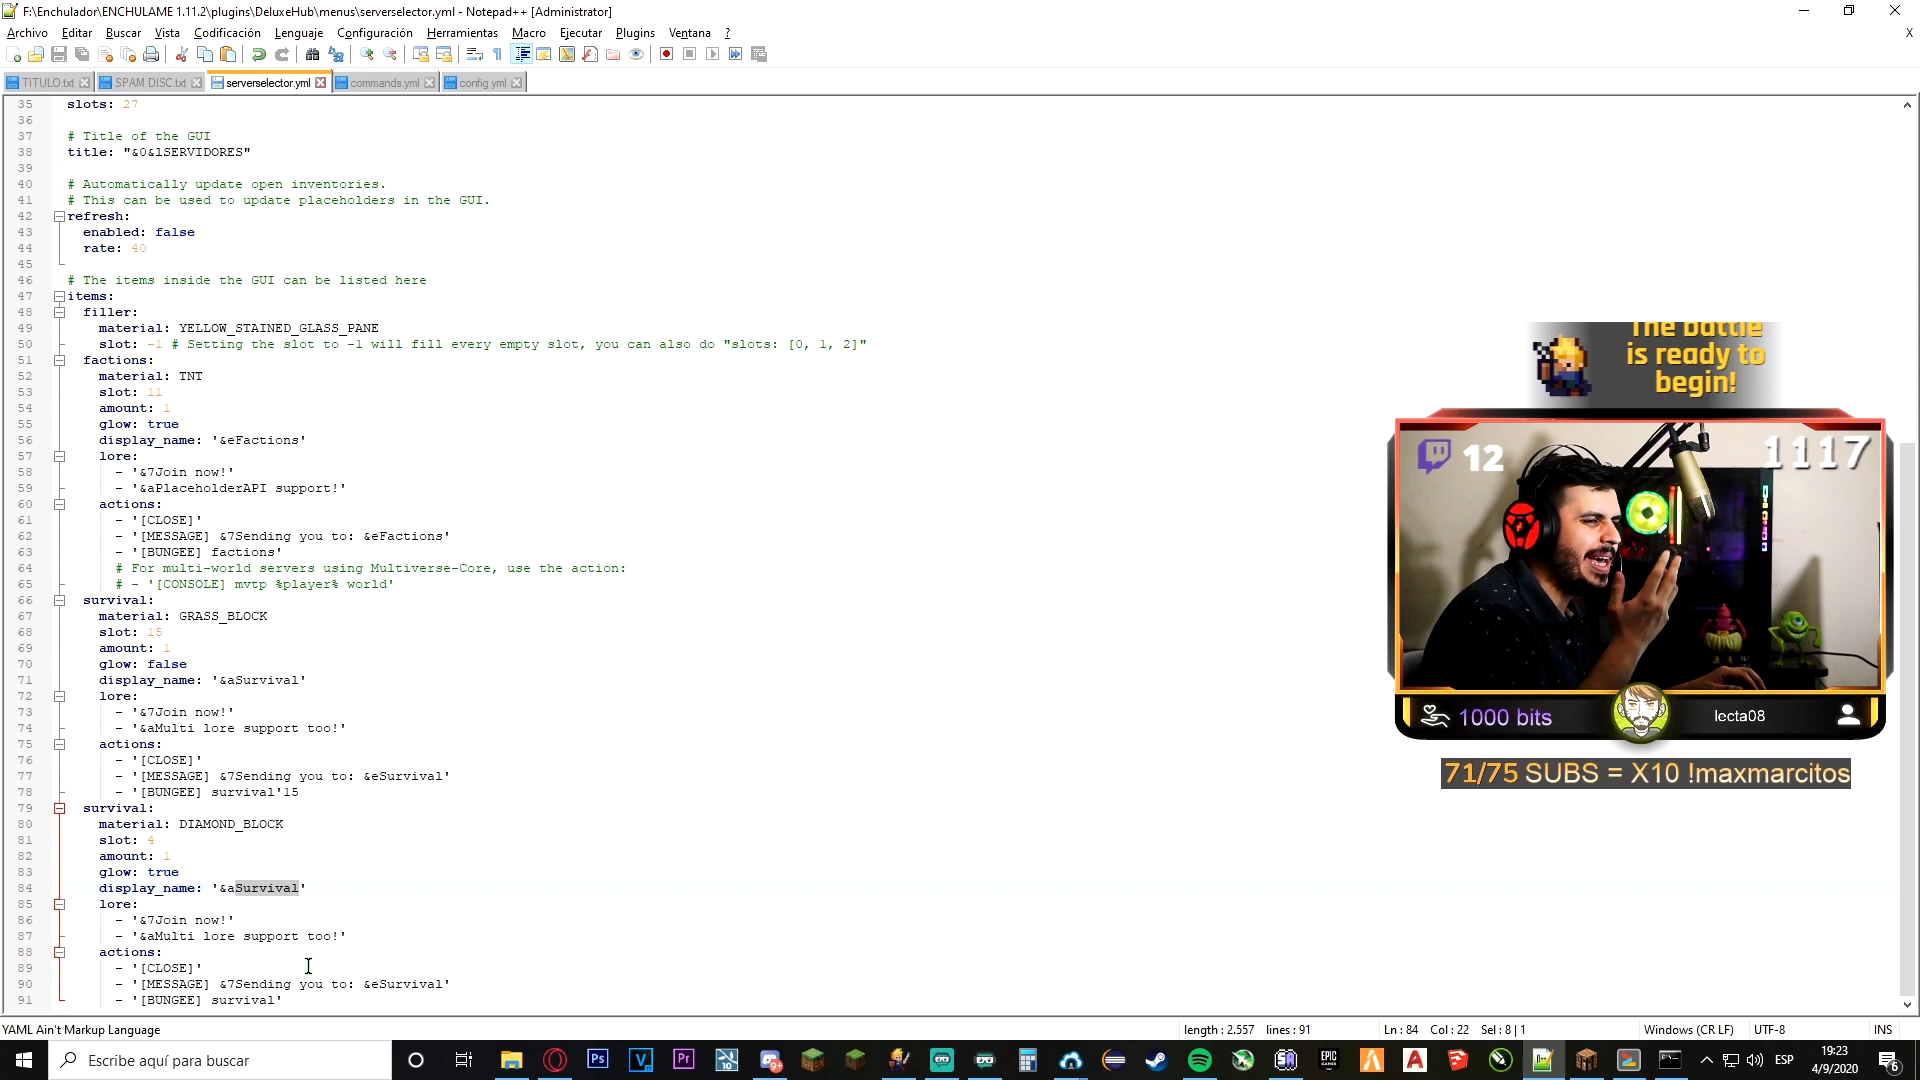 F:\Enchulador\ENCHULAME 1.11.2\plugins\DeluxeHub\menus\serverselector.yml - Notepad++ [Administrator]
Archivo Editar Buscar Vista Codificación Lenguaje Configuración Herramientas Macro Ejecutar Plugins Ventana ? X
TITULO.txt SPAM DISC.txt serverselector.yml commands.yml config.yml
35 slots: 27
36
37 # Title of the GUI
38 title: "&0&lSERVIDORES"
39
40 # Automatically update open inventories.
41 # This can be used to update placeholders in the GUI.
42 refresh:
43 enabled: false
44 rate: 40
45
46 # The items inside the GUI can be listed here
47 items:
48 filler:
49 material: YELLOW_STAINED_GLASS_PANE
50 slot: -1 # Setting the slot to -1 will fill every empty slot, you can also do "slots: [0, 1, 2]"
51 factions:
52 material: TNT
53 slot: 11
54 amount: 1
55 glow: true
56 display_name: '&eFactions'
57 lore:
58 - '&7Join now!'
59 - '&aPlaceholderAPI support!'
60 actions:
61 - '[CLOSE]'
62 - '[MESSAGE] &7Sending you to: &eFactions'
63 - '[BUNGEE] factions'
64 # For multi-world servers using Multiverse-Core, use the action:
65 # - '[CONSOLE] mvtp %player% world'
66 survival:
67 material: GRASS_BLOCK
68 slot: 15
69 amount: 1
70 glow: false
71 display_name: '&aSurvival'
72 lore:
73 - '&7Join now!'
74 - '&aMulti lore support too!'
75 actions:
76 - '[CLOSE]'
77 - '[MESSAGE] &7Sending you to: &eSurvival'
78 - '[BUNGEE] survival'15
79 survival:
80 material: DIAMOND_BLOCK
81 slot: 4
82 amount: 1
83 glow: true
84 display_name: '&aSurvival'
85 lore:
86 - '&7Join now!'
87 - '&aMulti lore support too!'
88 actions:
89 - '[CLOSE]'
90 - '[MESSAGE] &7Sending you to: &eSurvival'
91 - '[BUNGEE] survival'
The battle
is ready to
begin!
12 1117
1000 bits lecta08
71/75 SUBS = X10 !maxmarcitos
YAML Ain't Markup Language length : 2.557 lines : 91 Ln : 84 Col : 22 Sel : 8 | 1 Windows (CR LF) UTF-8 INS
Escribe aquí para buscar
ESP 19:23
4/9/2020